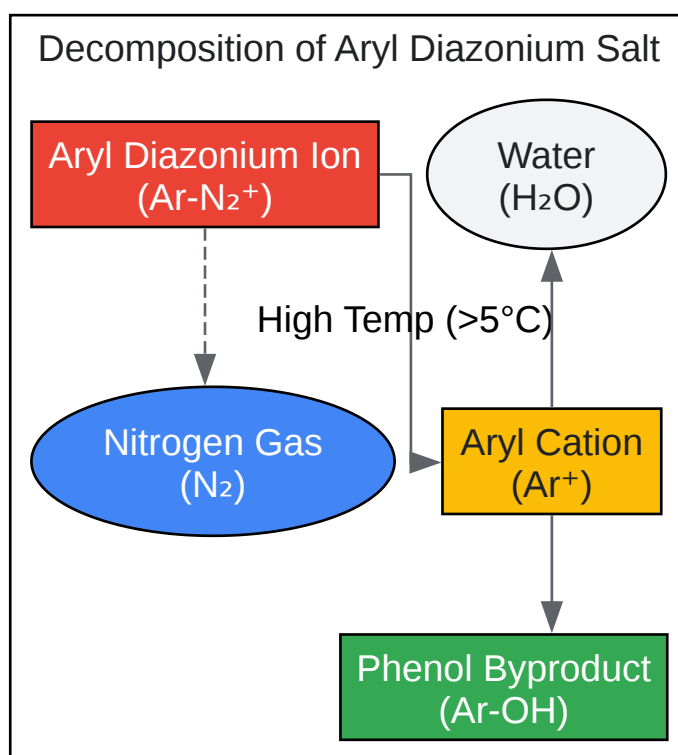 Decomposition of Aryl Diazonium Salt
Aryl Diazonium Ion
(Ar-N₂⁺)
Water
(H₂O)
High Temp (>5°C)
Nitrogen Gas
(N₂)
Aryl Cation
(Ar⁺)
Phenol Byproduct
(Ar-OH)